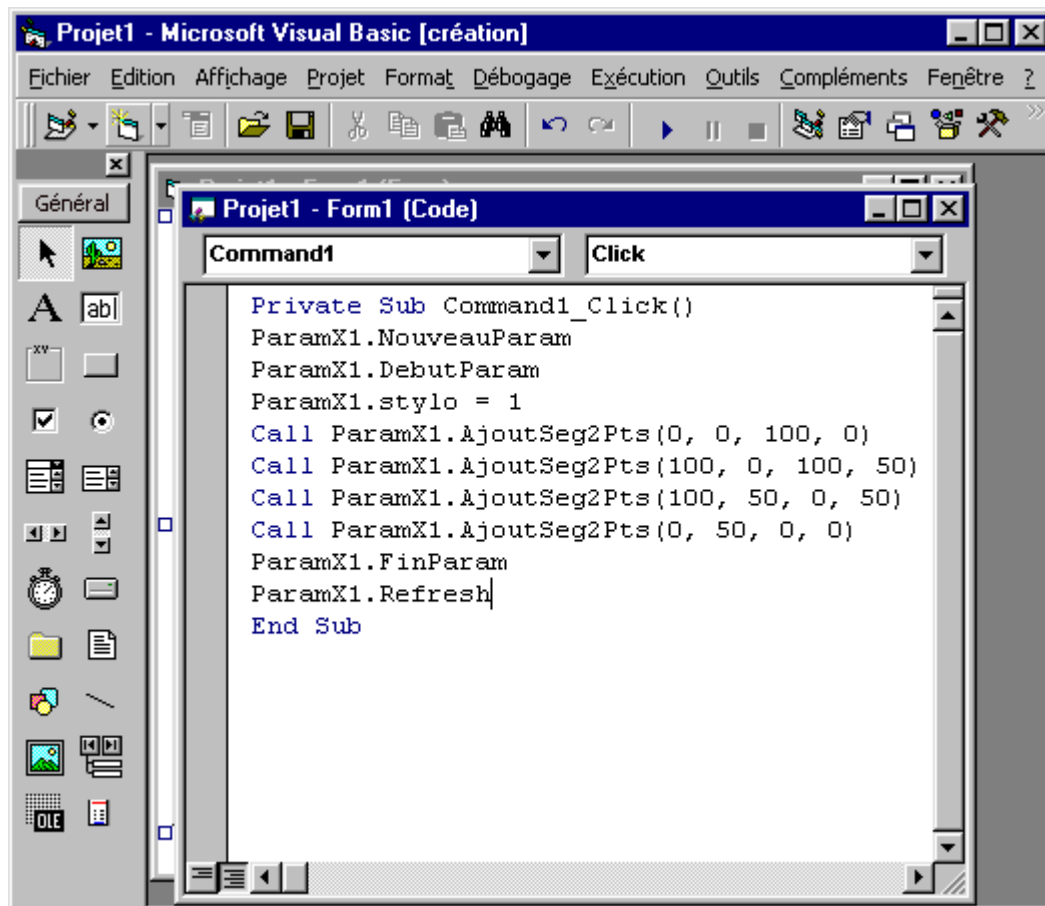 Projet1 - Microsoft Visual Basic [création]
Fichier Edition Affichage Projet Format Débogage Exécution Outils Compléments Fenêtre ?
Général
Projet1 - Form1 (Code)
Command1 Click
A ab|
xv
Private Sub Command1_Click()
ParamX1.NouveauParam
ParamX1.DebutParam
ParamX1.stylo = 1
Call ParamX1.AjoutSeg2Pts(0, 0, 100, 0)
Call ParamX1.AjoutSeg2Pts(100, 0, 100, 50)
Call ParamX1.AjoutSeg2Pts(100, 50, 0, 50)
Call ParamX1.AjoutSeg2Pts(0, 50, 0, 0)
ParamX1.FinParam
ParamX1.Refresh
End Sub
OLE